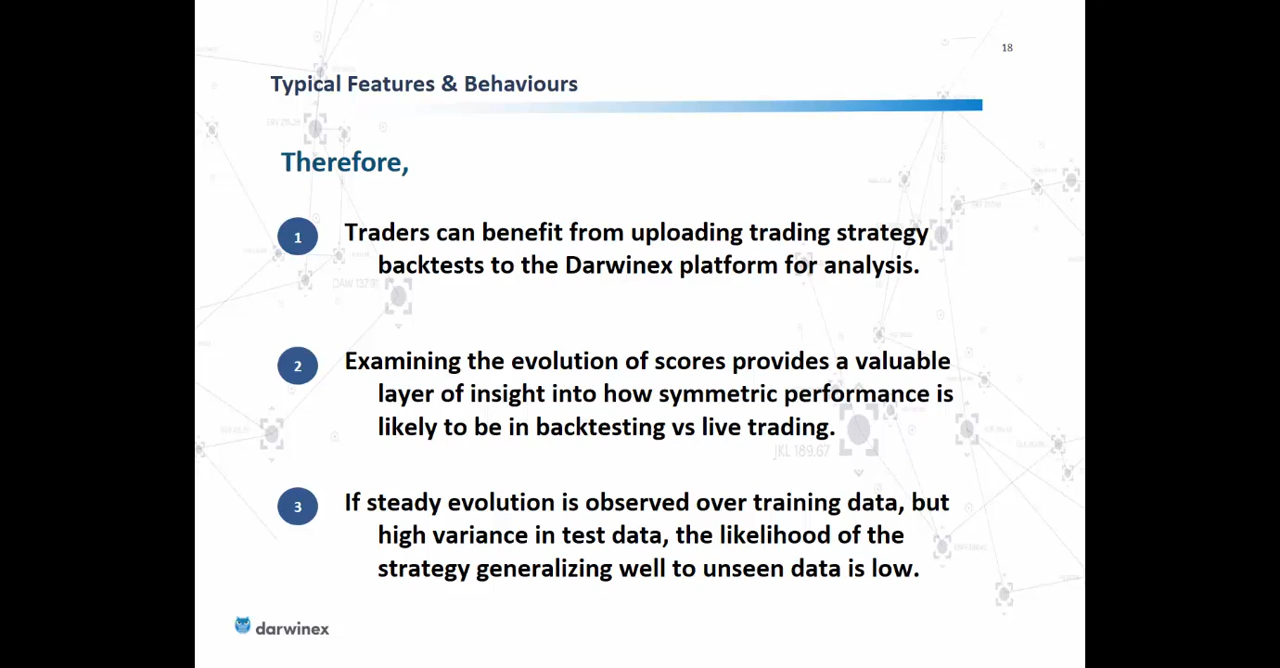 18
Typical Features & Behaviours
Therefore,
1
Traders can benefit from uploading trading strategy
backtests to the Darwinex platform for analysis.
2
Examining the evolution of scores provides a valuable
layer of insight into how symmetric performance is
likely to be in backtesting vs live trading.
3
If steady evolution is observed over training data, but
high variance in test data, the likelihood of the
strategy generalizing well to unseen data is low.
JKL 189.67
darwinex